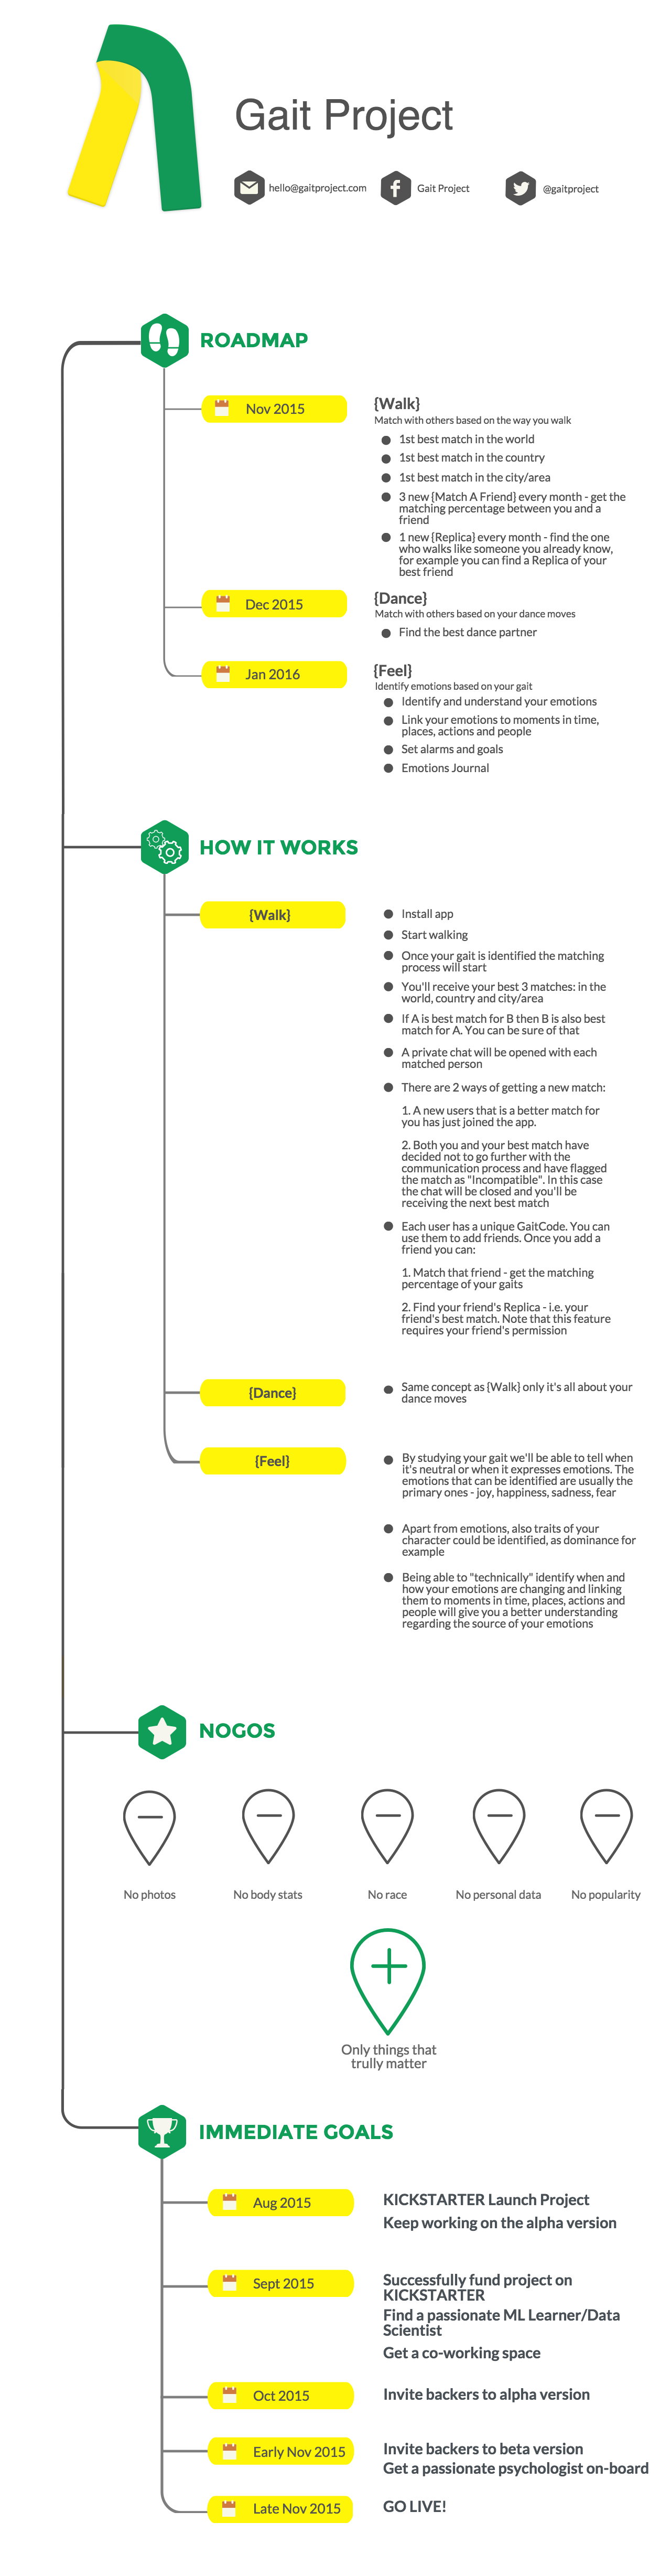 Gait Project
hello@gaitproject.com
Gait Project
@gaitproject
ROADMAP
Nov 2015
{Walk}
Match with others based on the way you walk
1st best match in the world
1st best match in the country
1st best match in the city/area
3 new {Match A Friend} every month - get the
matching percentage between you and a
friend
1 new {Replica} every month - find the one
who walks like someone you already know,
for example you can find a Replica of your
best friend
Dec 2015
{Dance}
Match with others based on your dance moves
Find the best dance partner
Jan 2016
{Feel}
Identify emotions based on your gait
Identify and understand your emotions
Link your emotions to moments in time,
places, actions and people
Set alarms and goals
Emotions Journal
HOW IT WORKS
{Walk}
Install app
Start walking
Once your gait is identified the matching
process will start
You'll receive your best 3 matches: in the
world, country and city/area
If A is best match for B then B is also best
match for A. You can be sure of that
A private chat will be opened with each
matched person
There are 2 ways of getting a new match:
1. A new users that is a better match for
you has just joined the app.
2. Both you and your best match have
decided not to go further with the
communication process and have flagged
the match as "Incompatible". In this case
the chat will be closed and you'll be
receiving the next best match
Each user has a unique GaitCode. You can
use them to add friends. Once you add a
friend you can:
1. Match that friend - get the matching
percentage of your gaits
2. Find your friend's Replica - i.e. your
friend's best match. Note that this feature
requires your friend's permission
{Dance}
Same concept as {Walk} only it's all about your
dance moves
{Feel}
By studying your gait we'll be able to tell when
it's neutral or when it expresses emotions. The
emotions that can be identified are usually the
primary ones - joy, happiness, sadness, fear
Apart from emotions, also traits of your
character could be identified, as dominance for
example
Being able to "technically" identify when and
how your emotions are changing and linking
them to moments in time, places, actions and
people will give you a better understanding
regarding the source of your emotions
NOGOS
No photos
No body stats
No race
No personal data
No popularity
Only things that
trully matter
IMMEDIATE GOALS
Aug 2015
KICKSTARTER Launch Project
Keep working on the alpha version
Sept 2015
Successfully fund project on
KICKSTARTER
Find a passionate ML Learner/Data
Scientist
Get a co-working space
Oct 2015
Invite backers to alpha version
Early Nov 2015
Invite backers to beta version
Get a passionate psychologist on-board
Late Nov 2015
GO LIVE!